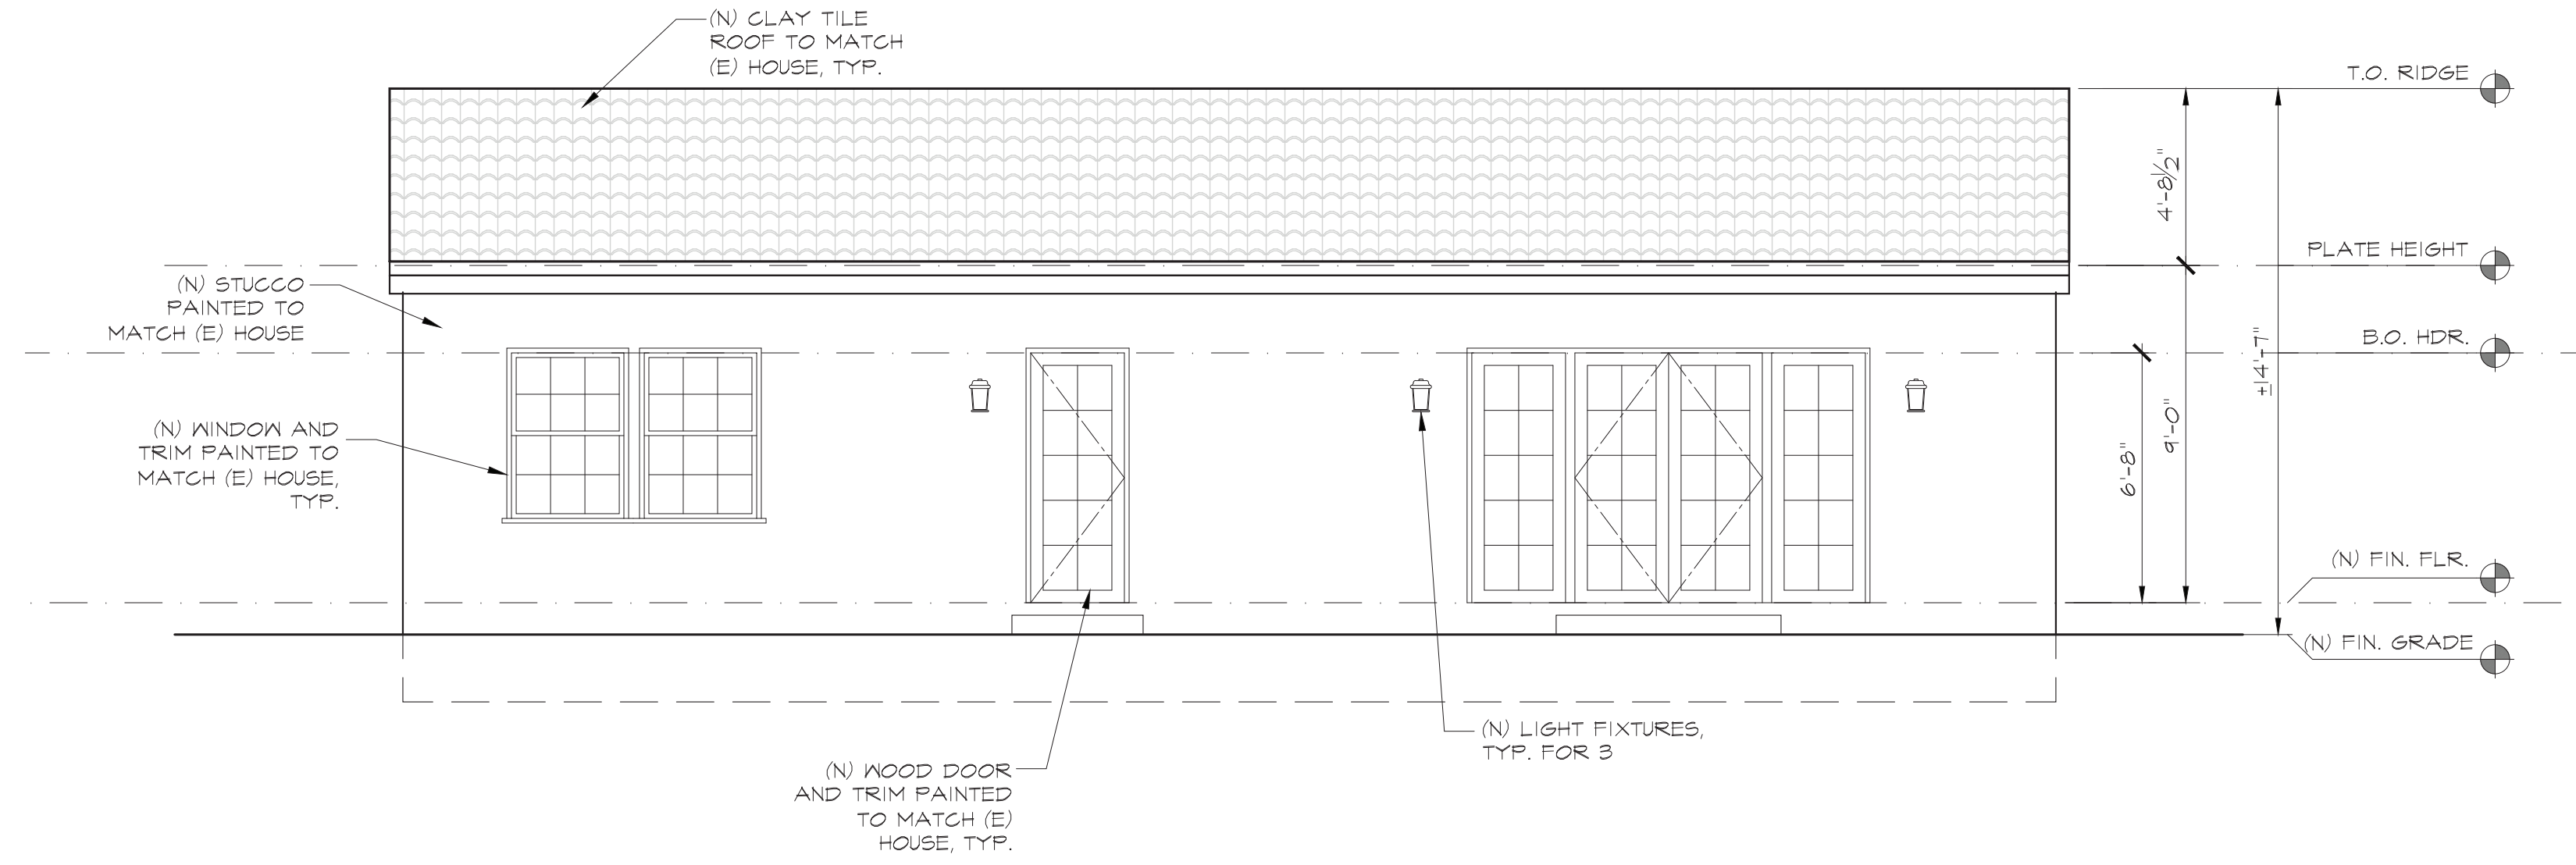 (N) CLAY TILE
ROOF TO MATCH
(E) HOUSE, TYP.
T.O. RIDGE
4'-8½"
PLATE HEIGHT
(N) STUCCO
PAINTED TO
MATCH (E) HOUSE
B.O. HDR.
±14'-7"
9'-0"
6'-8"
(N) WINDOW AND
TRIM PAINTED TO
MATCH (E) HOUSE,
TYP.
(N) FIN. FLR.
(N) FIN. GRADE
(N) LIGHT FIXTURES,
TYP. FOR 3
(N) WOOD DOOR
AND TRIM PAINTED
TO MATCH (E)
HOUSE, TYP.